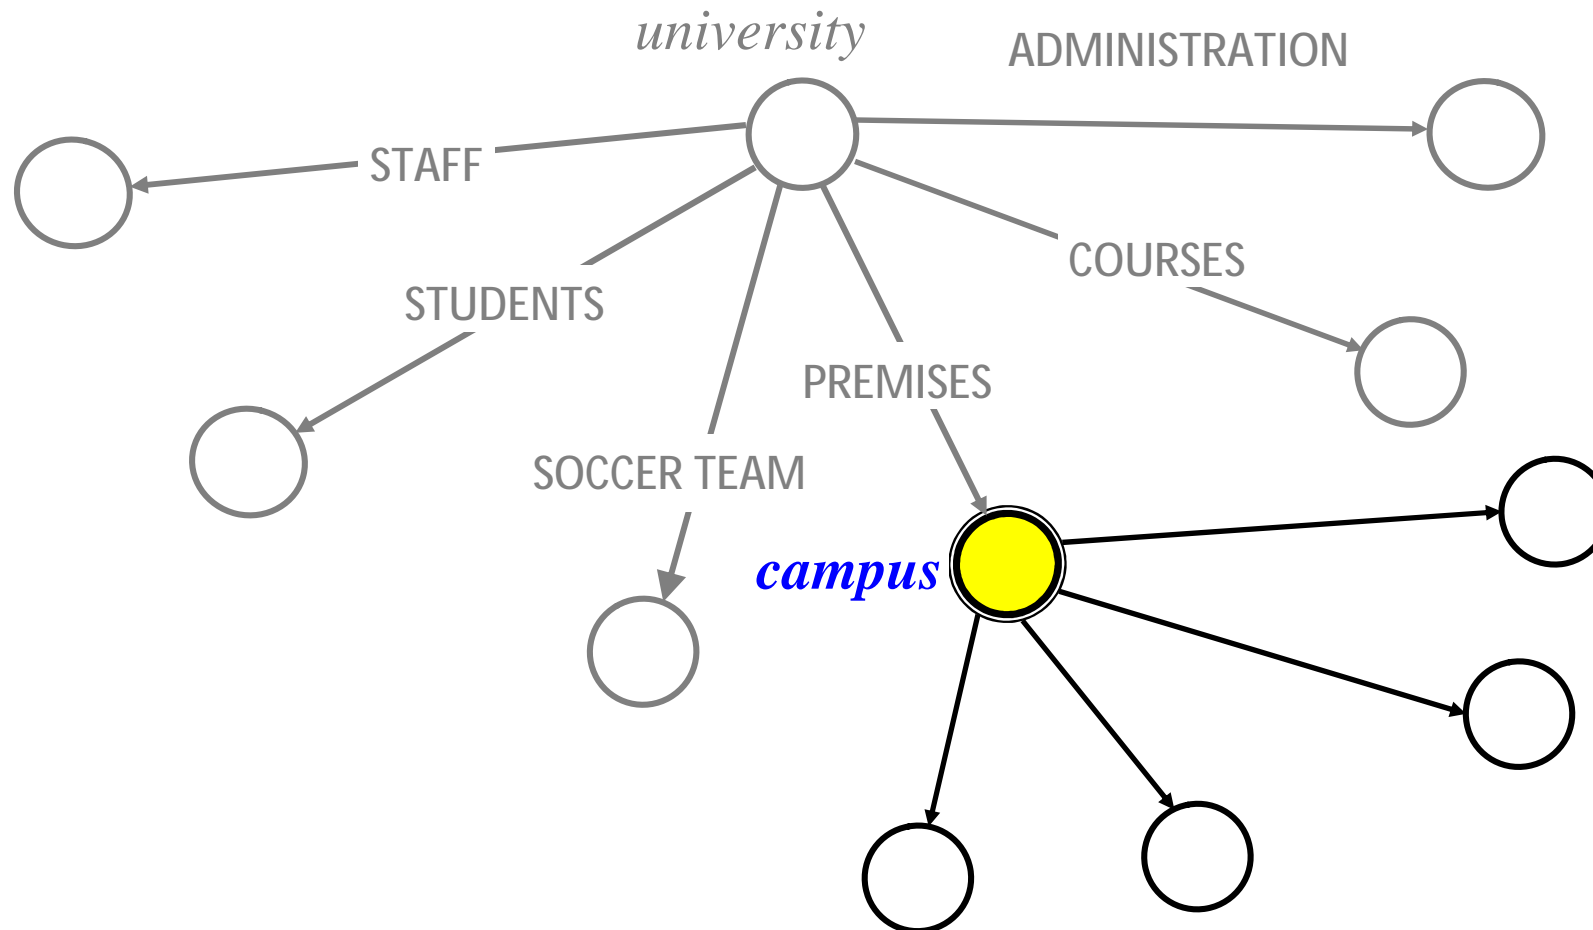 university
ADMINISTRATION
STAFF
COURSES
STUDENTS
PREMISES
SOCCER TEAM
campus